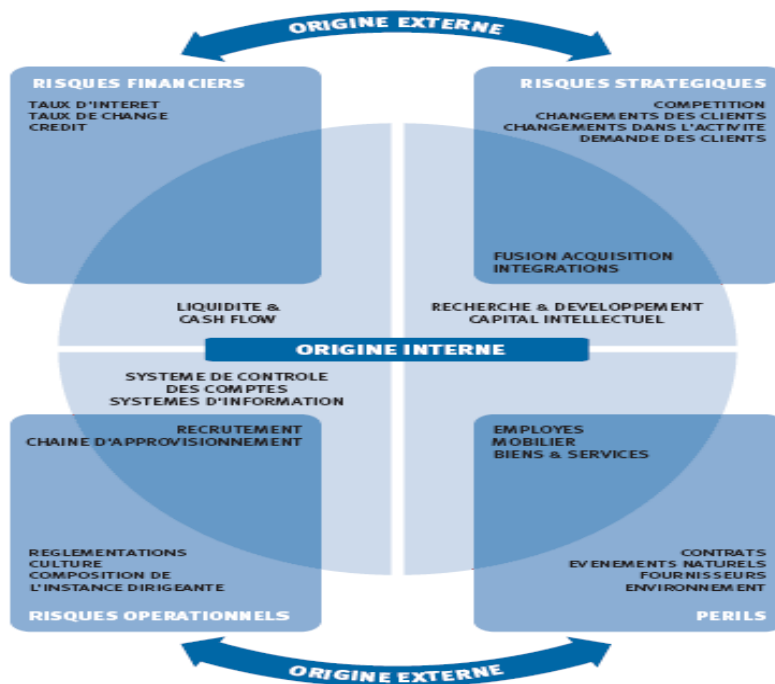 ORIGINE EXTERNE
RISQUES FINANCIERS
TAUX D'INTERET
TAUX DE CHANGE
CREDIT
RISQUES STRATEGIQUES
COMPETITION
CHANGEMENTS DES CLIENTS
CHANGEMENTS DANS L'ACTIVITE
DEMANDE DES CLIENTS
FUSION ACQUISITION
INTEGRATIONS
LIQUIDITE &
CASH FLOW
RECHERCHE & DEVELOPPEMENT
CAPITAL INTELLECTUEL
ORIGINE INTERNE
SYSTEME DE CONTROLE
DES COMPTES
SYSTEMES D'INFORMATION
RECRUTEMENT
CHAINE D'APPROVISIONNEMENT
EMPLOYES
MOBILIER
BIENS & SERVICES
REGLEMENTATIONS
CULTURE
COMPOSITION DE
L'INSTANCE DIRIGEANTE
RISQUES OPERATIONNELS
CONTRATS
EVENEMENTS NATURELS
FOURNISSEURS
ENVIRONNEMENT
PERILS
ORIGINE EXTERNE